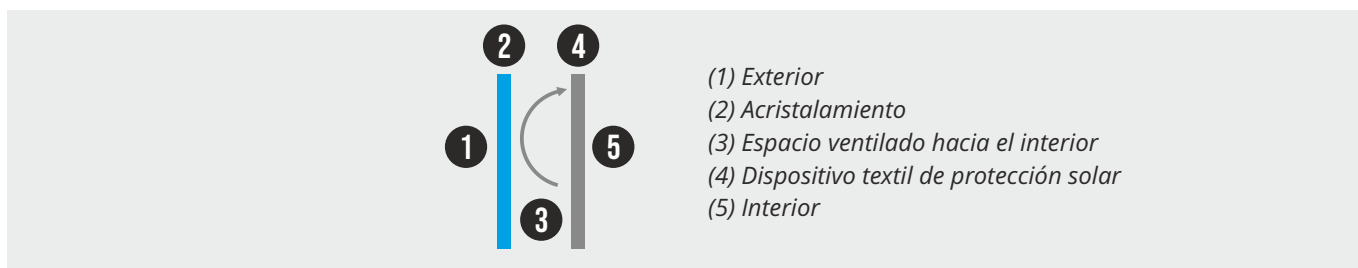 2 4
1 5
3
(1) Exterior
(2) Acristalamiento
(3) Espacio ventilado hacia el interior
(4) Dispositivo textil de protección solar
(5) Interior